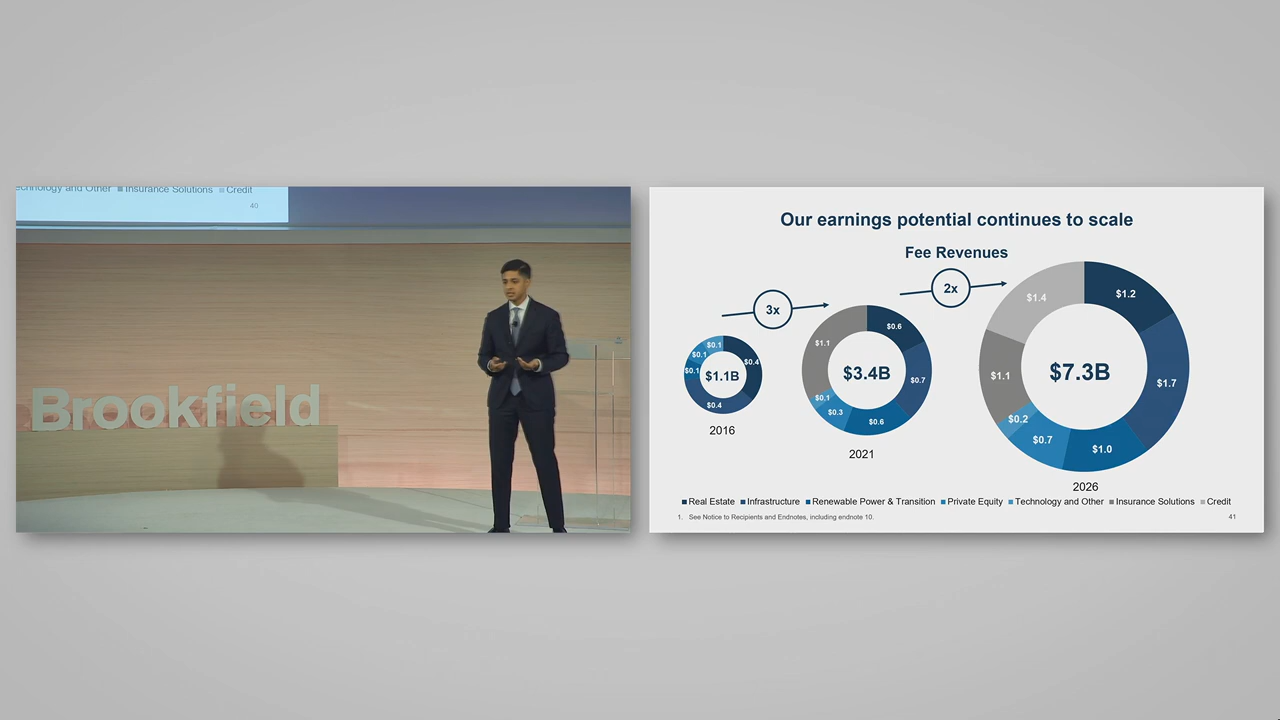 echnology and Other Insurance Solutions Credit
40
Brookfield
Our earnings potential continues to scale
Fee Revenues
3x
2x
$0.1
$0.1
$0.1
$0.4
$0.4
$1.1B
2016
$1.1
$0.6
$0.7
$0.6
$0.3
$0.1
$3.4B
2021
$1.4
$1.2
$1.7
$1.0
$0.7
$0.2
$1.1
$7.3B
2026
Real Estate Infrastructure Renewable Power & Transition Private Equity Technology and Other Insurance Solutions Credit
1. See Notice to Recipients and Endnotes, including endnote 10.
41